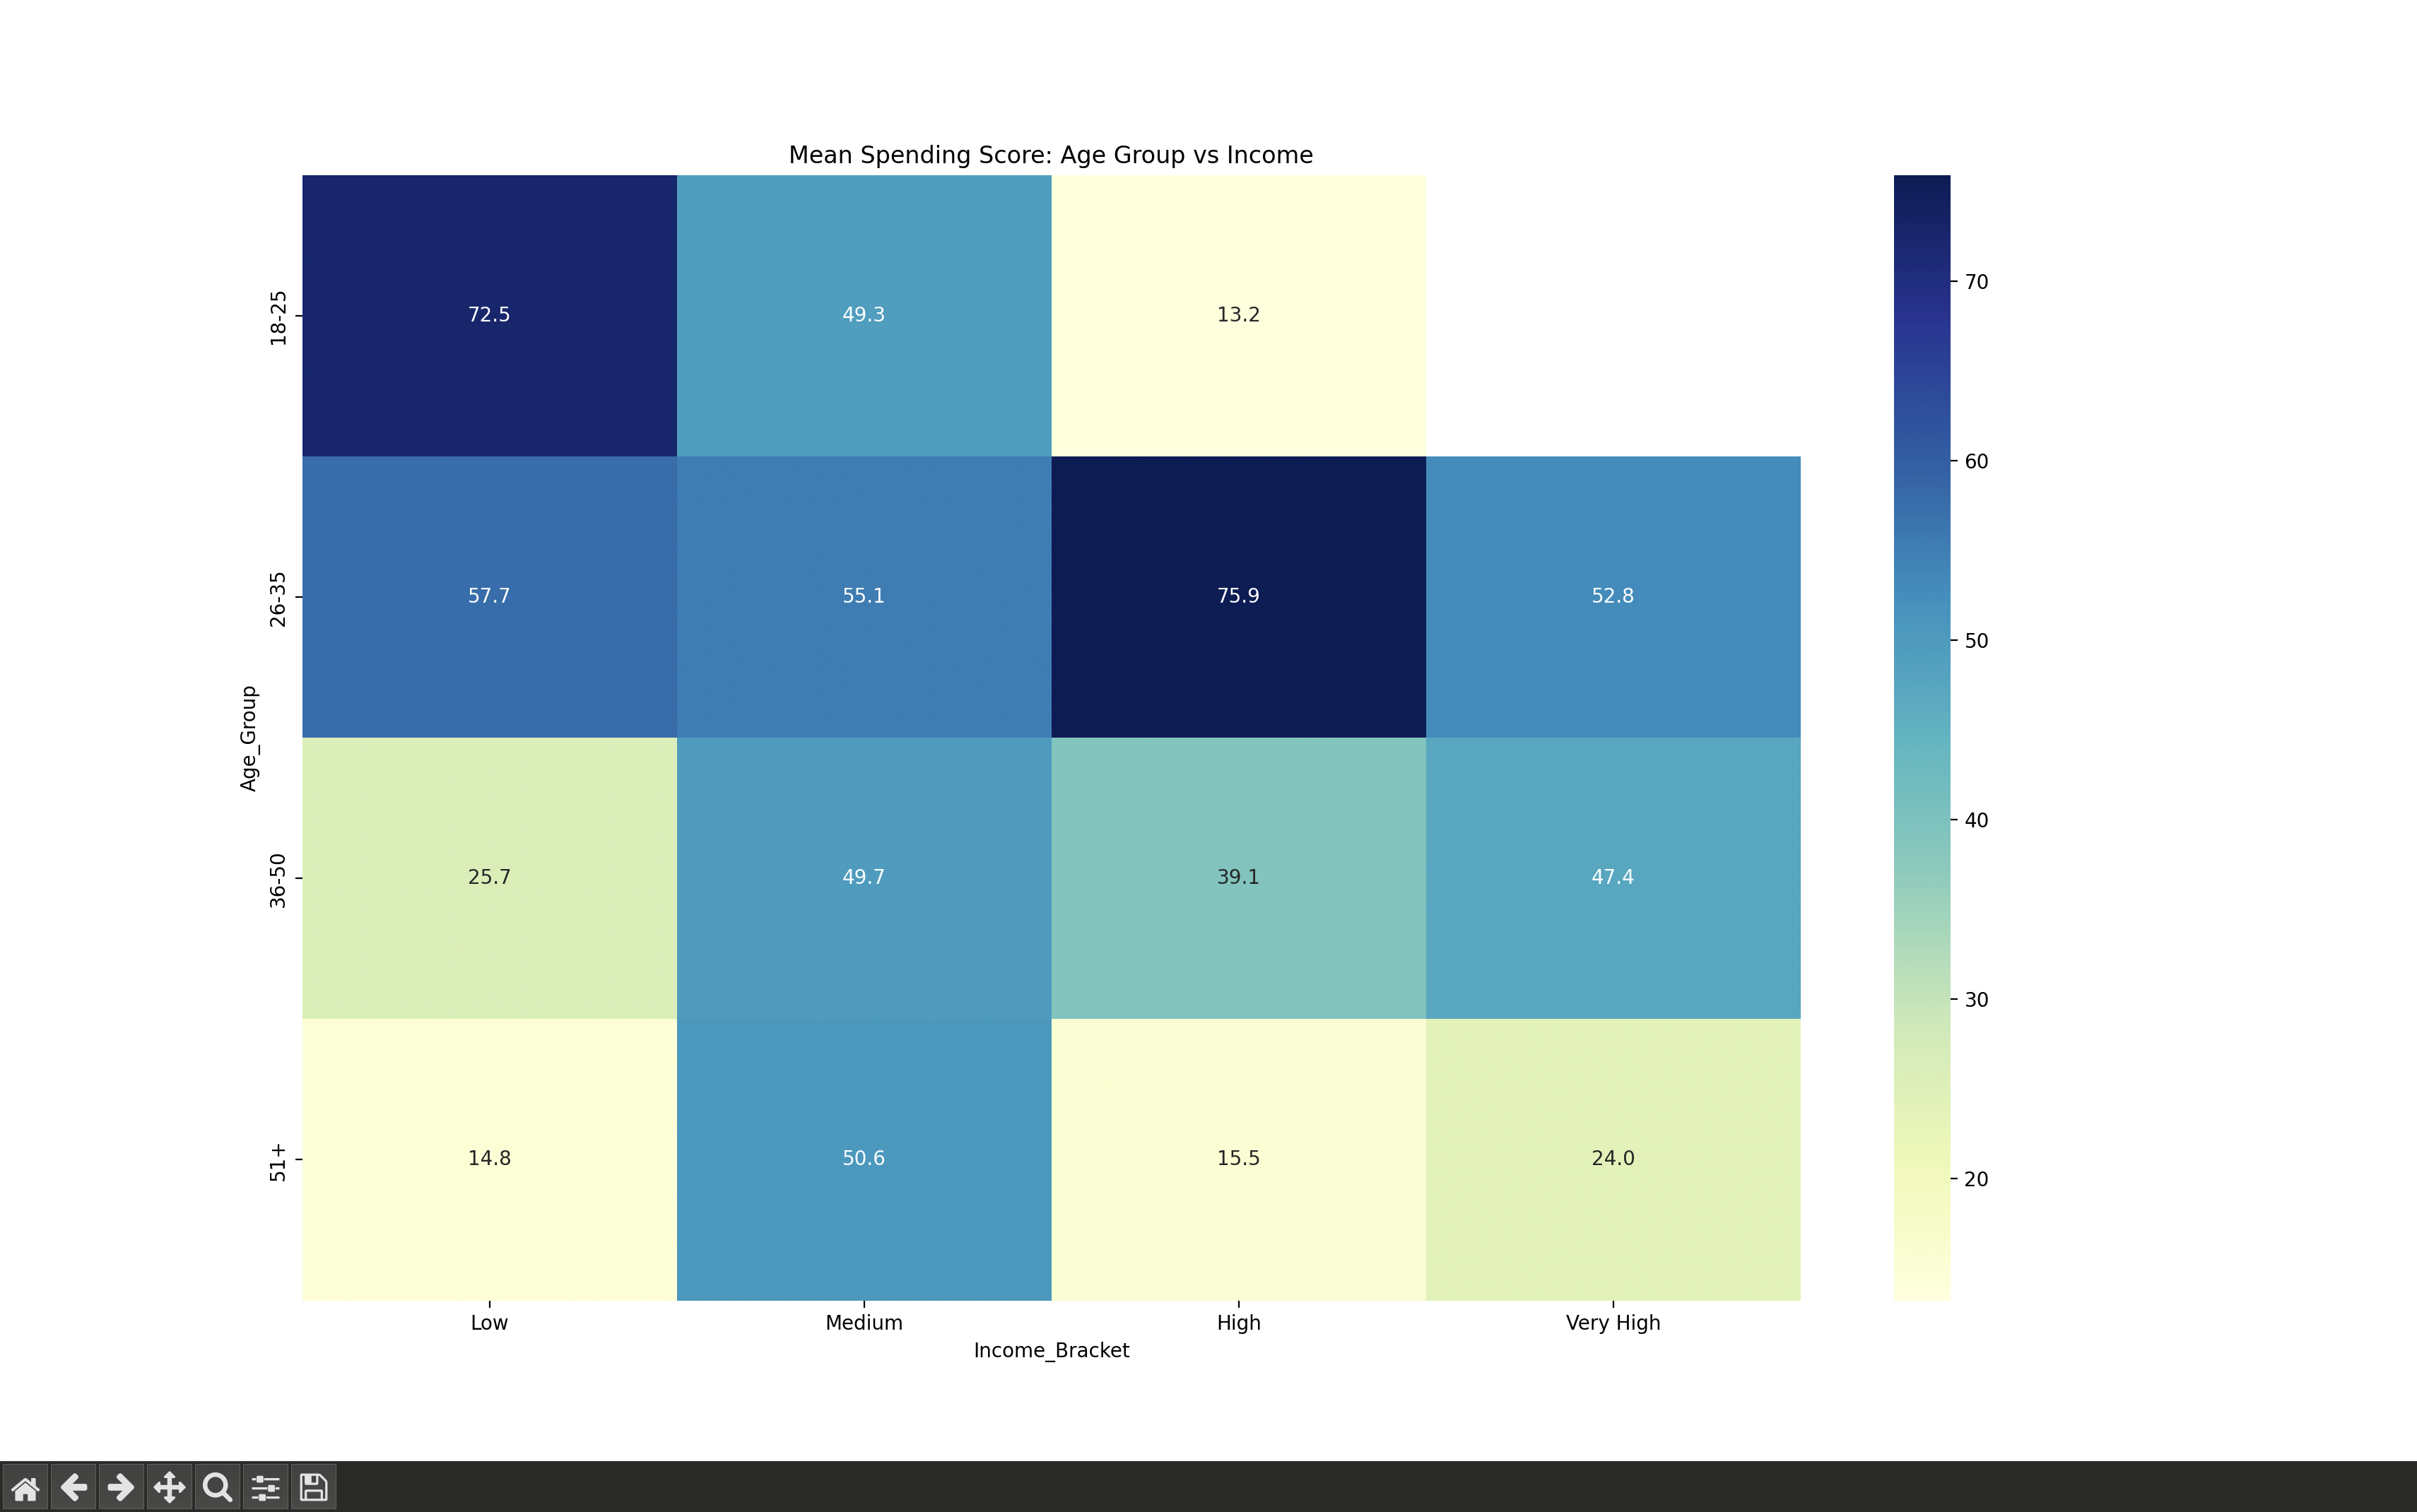 Mean Spending Score: Age Group vs Income
18-25
72.5 49.3 13.2
26-35
57.7 55.1 75.9 52.8
Age_Group
36-50
25.7 49.7 39.1 47.4
51+
14.8 50.6 15.5 24.0
Low Medium High Very High
Income_Bracket
70
60
50
40
30
20